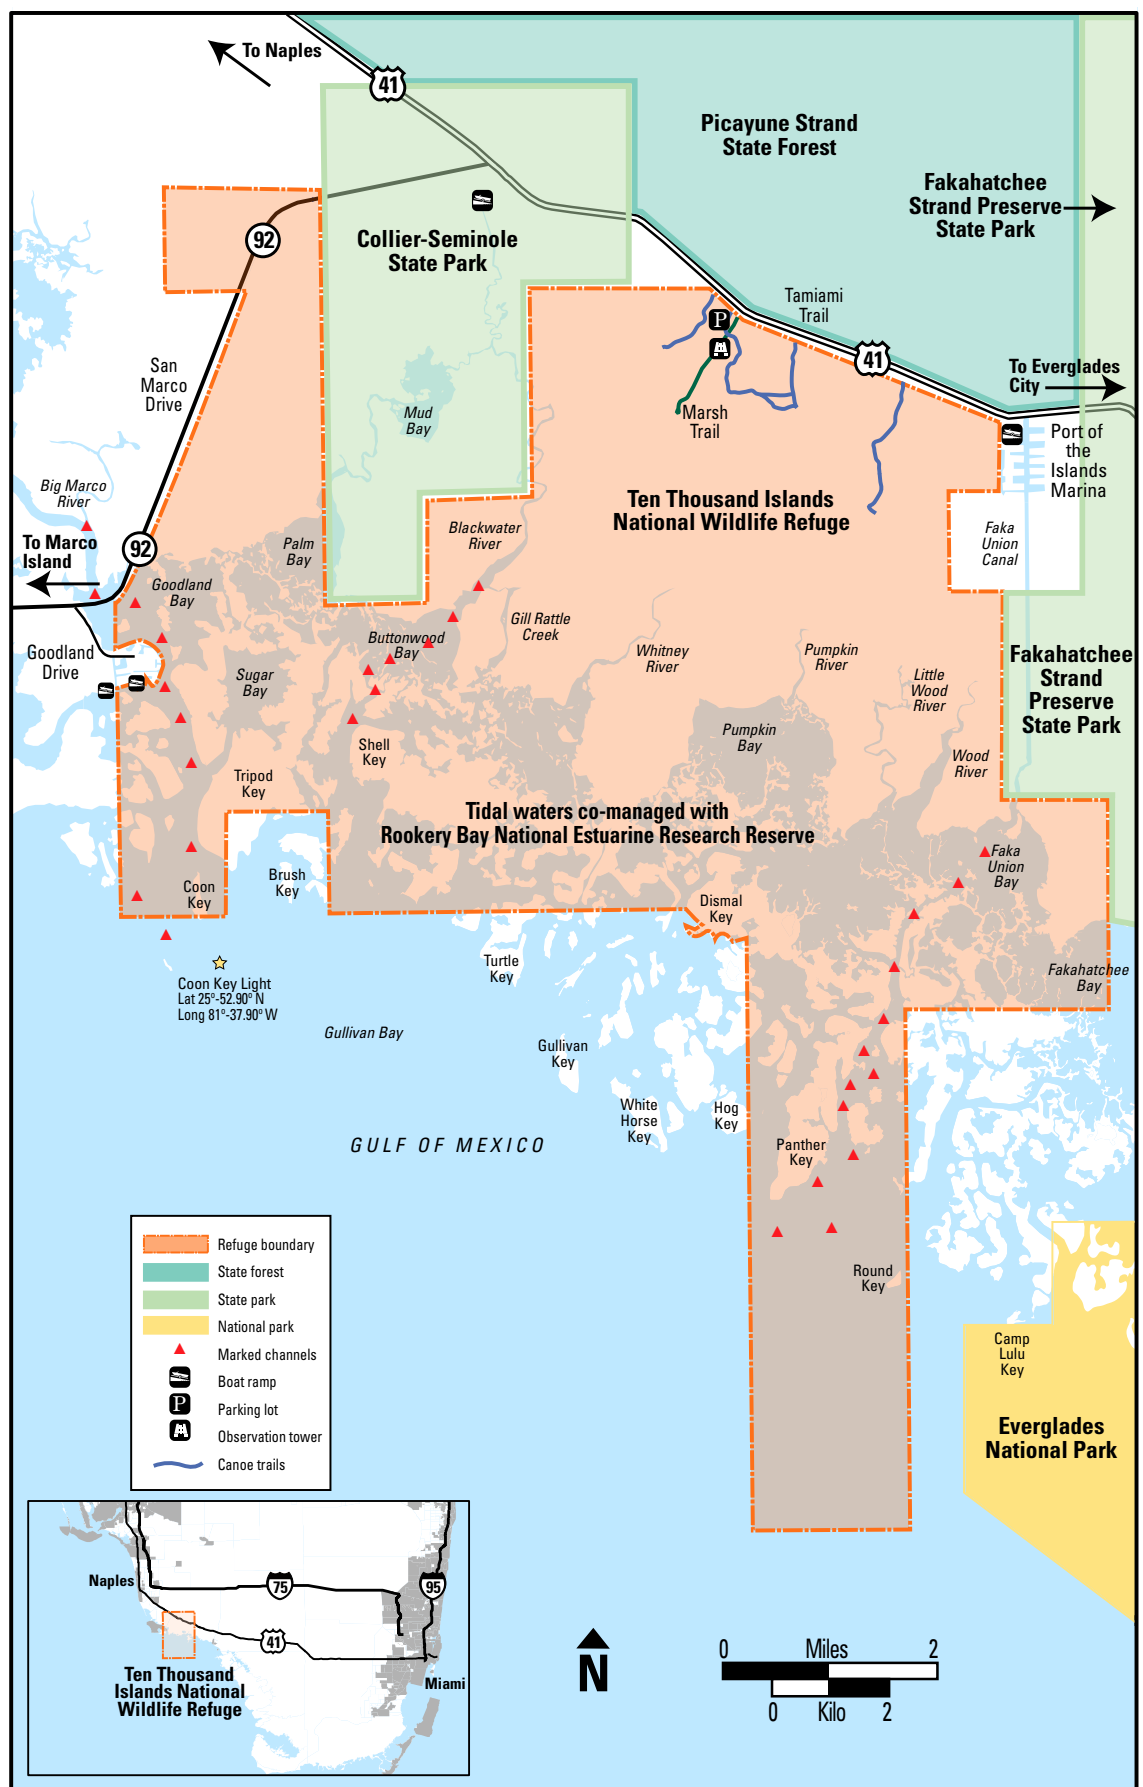 To Naples
41
Picayune Strand
State Forest
Fakahatchee
Strand Preserve
State Park
92
Collier-Seminole
State Park
Tamiami
Trail
P
41
San
Marco
Drive
To Everglades
City
Mud
Bay
Marsh
Trail
Port of
the
Islands
Marina
Big Marco
River
Ten Thousand Islands
National Wildlife Refuge
Blackwater
River
Faka
Union
Canal
To Marco
Island
92
Palm
Bay
Goodland
Bay
Gill Rattle
Creek
Buttonwood
Bay
Whitney
River
Pumpkin
River
Goodland
Drive
Sugar
Bay
Little
Wood
River
Fakahatchee
Strand
Preserve
State Park
Pumpkin
Bay
Shell
Key
Wood
River
Tripod
Key
Tidal waters co-managed with
Rookery Bay National Estuarine Research Reserve
Faka
Union
Bay
Brush
Key
Coon
Key
Dismal
Key
Turtle
Key
Fakahatchee
Bay
Coon Key Light
Lat 25°-52.90° N
Long 81°-37.90° W
Gullivan Bay
Gullivan
Key
White
Horse
Key
Hog
Key
GULF OF MEXICO
Panther
Key
Round
Key
Refuge boundary
State forest
State park
National park
Marked channels
Boat ramp
P
Parking lot
Observation tower
Canoe trails
Camp
Lulu
Key
Everglades
National Park
Naples
75
95
41
Ten Thousand
Islands National
Wildlife Refuge
Miami
N
0 Miles 2
0 Kilo 2